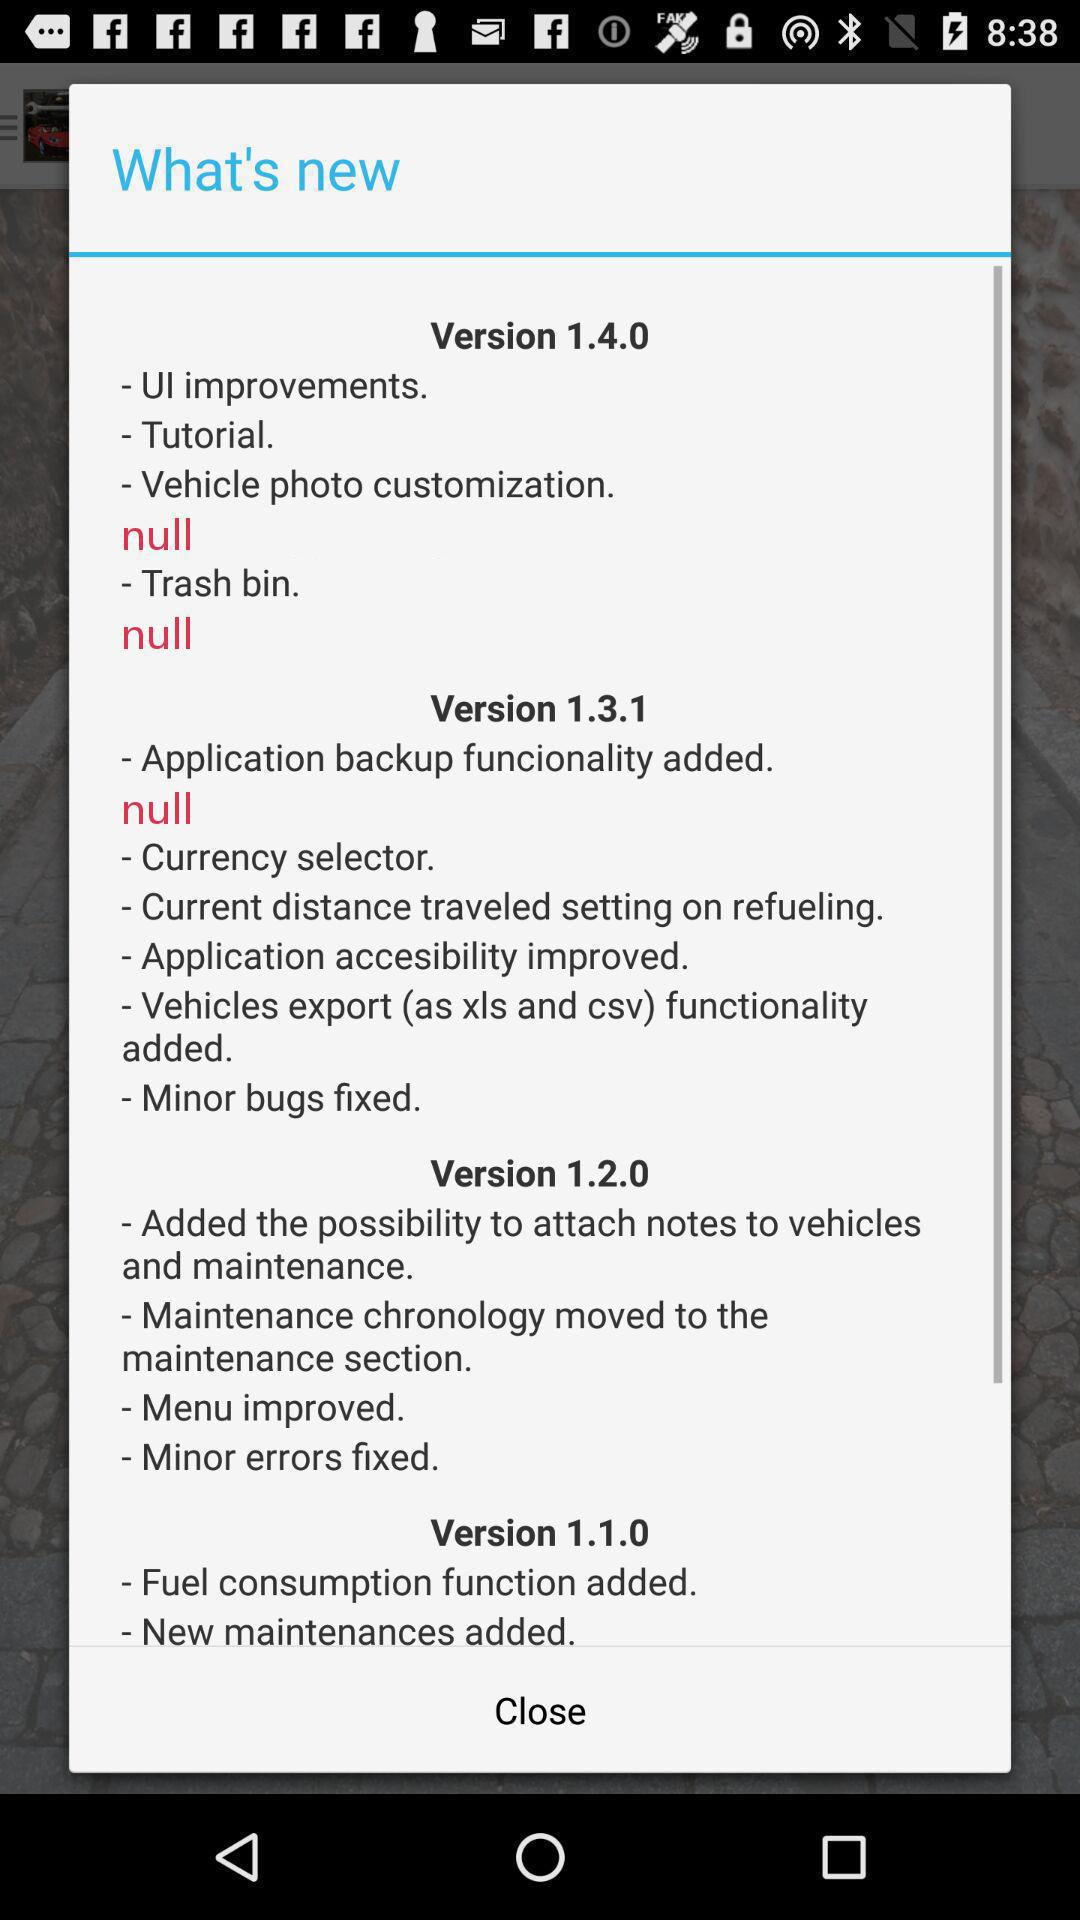 FAKE
8:38
What's new
Version 1.4.0
- UI improvements.
- Tutorial.
- Vehicle photo customization.
null
- Trash bin.
null
Version 1.3.1
- Application backup funcionality added.
null
- Currency selector.
- Current distance traveled setting on refueling.
- Application accesibility improved.
- Vehicles export (as xls and csv) functionality
added.
- Minor bugs fixed.
Version 1.2.0
- Added the possibility to attach notes to vehicles
and maintenance.
- Maintenance chronology moved to the
maintenance section.
- Menu improved.
- Minor errors fixed.
Version 1.1.0
- Fuel consumption function added.
- New maintenances added.
Close